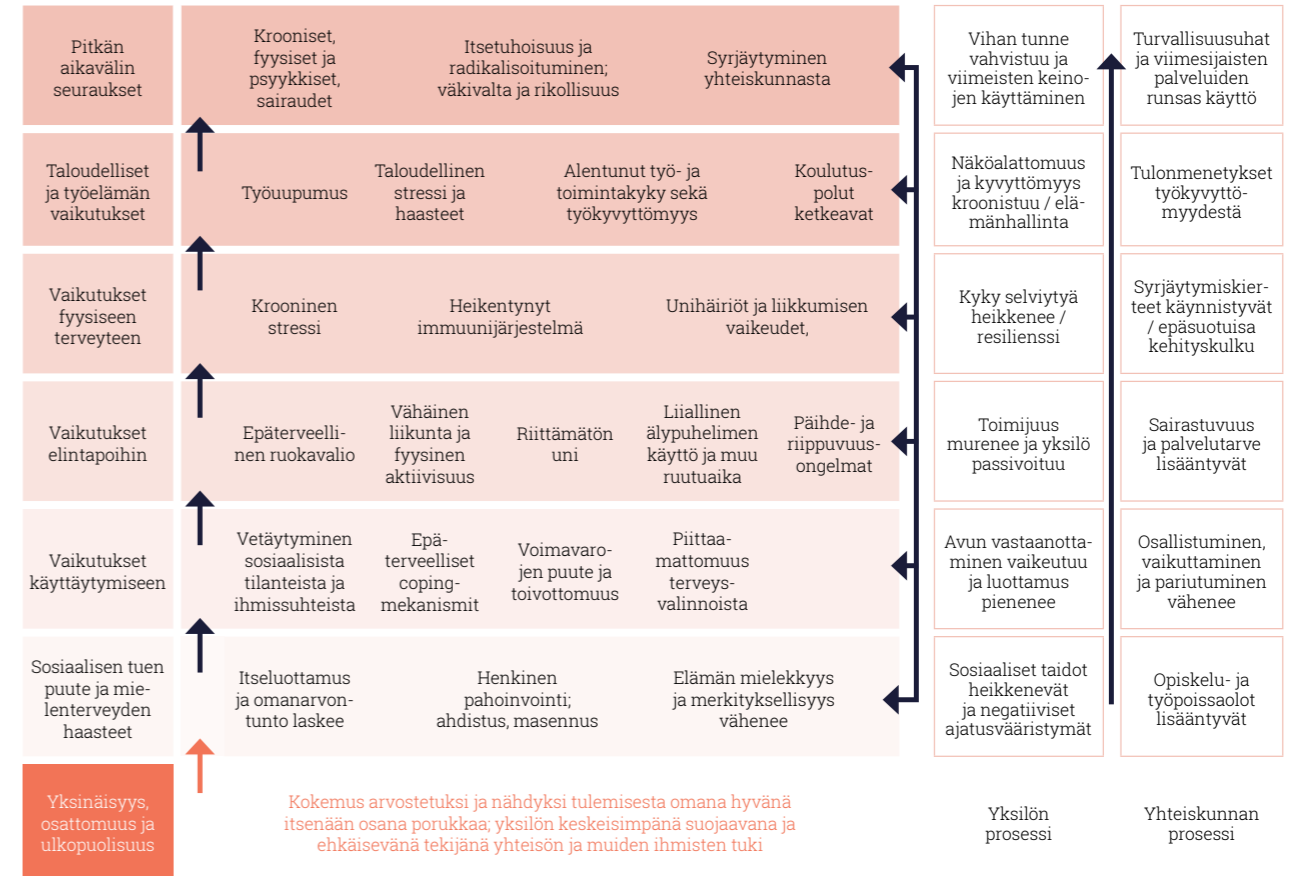 Pitkän
aikavälin
seuraukset
Krooniset,
fyysiset ja
psyykkiset,
sairaudet
Itsetuhoisuus ja
radikalisoituminen;
väkivalta ja rikollisuus
Syrjäytyminen
yhteiskunnasta
Vihan tunne
vahvistuu ja
viimeisten keino-
jen käyttäminen
Turvallisuusuhat
ja viimesijaisten
palveluiden
runsas käyttö
Taloudelliset
ja työelämän
vaikutukset
Työuupumus
Taloudellinen
stressi ja
haasteet
Alentunut työ- ja
toimintakyky sekä
työkyvyttömyys
Koulutus-
polut
ketkeavat
Näköalattomuus
ja kyvyttömyys
kroonistuu / elä-
mänhallinta
Tulonmenetykset
työkyvyttö-
myydestä
Vaikutukset
fyysiseen
terveyteen
Krooninen
stressi
Heikentynyt
immuunijärjestelmä
Unihäiriöt ja liikkumisen
vaikeudet,
Kyky selviytyä
heikkenee /
resilienssi
Syrjäytymiskier-
teet käynnistyvät
/ epäsuotuisa
kehityskulku
Vaikutukset
elintapoihin
Epäterveelli-
nen ruokavalio
Vähäinen
liikunta ja
fyysinen
aktiivisuus
Riittämätön
uni
Liiallinen
älypuhelimen
käyttö ja muu
ruutuaika
Päihde- ja
riippuvuus-
ongelmat
Toimijuus
murenee ja yksilö
passivoituu
Sairastuvuus
ja palvelutarve
lisääntyvät
Vaikutukset
käyttäytymiseen
Vetäytyminen
sosiaalisista
tilanteista ja
ihmissuhteista
Epä-
terveelliset
coping-
mekanismit
Voimavaro-
jen puute ja
toivottomuus
Piittaa-
mattomuus
terveys-
valinnoista
Avun vastaanotta-
minen vaikeutuu
ja luottamus
pienenee
Osallistuminen,
vaikuttaminen
ja pariutuminen
vähenee
Sosiaalisen tuen
puute ja mie-
lenterveyden
haasteet
Itseluottamus
ja omanarvon-
tunto laskee
Henkinen
pahoinvointi;
ahdistus, masennus
Elämän mielekkyys
ja merkityksellisyys
vähenee
Sosiaaliset taidot
heikkenevät
ja negatiiviset
ajatusvääristymät
Opiskelu- ja
työpoissaolot
lisääntyvät
Yksinäisyys,
osattomuus ja
ulkopuolisuus
Kokemus arvostetuksi ja nähdyksi tulemisesta omana hyvänä
itsenään osana porukkaa; yksilön keskeisimpänä suojaavana ja
ehkäisevänä tekijänä yhteisön ja muiden ihmisten tuki
Yksilön
prosessi
Yhteiskunnan
prosessi